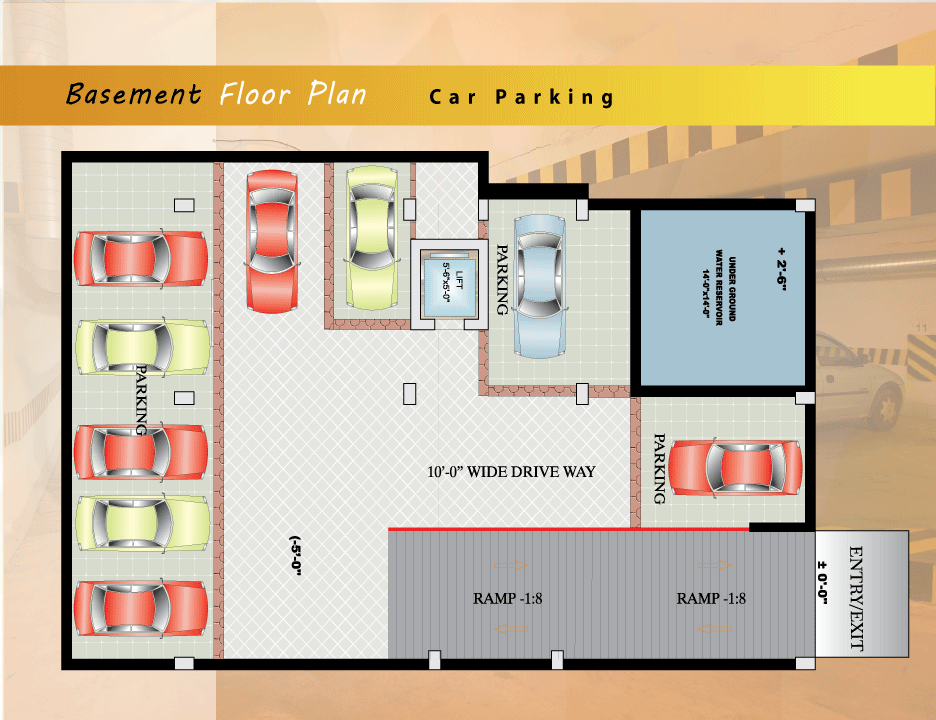 Basement Floor Plan
Car Parking
PARKING
LIFT
5'-6"x5'-0"
PARKING
UNDER GROUND
WATER RESERVOIR
14'-0"x14'-0"
+ 2'-6"
PARKING
10'-0" WIDE DRIVE WAY
(-5'-0"
RAMP -1:8
RAMP -1:8
± 0'-0"
ENTRY/EXIT
11